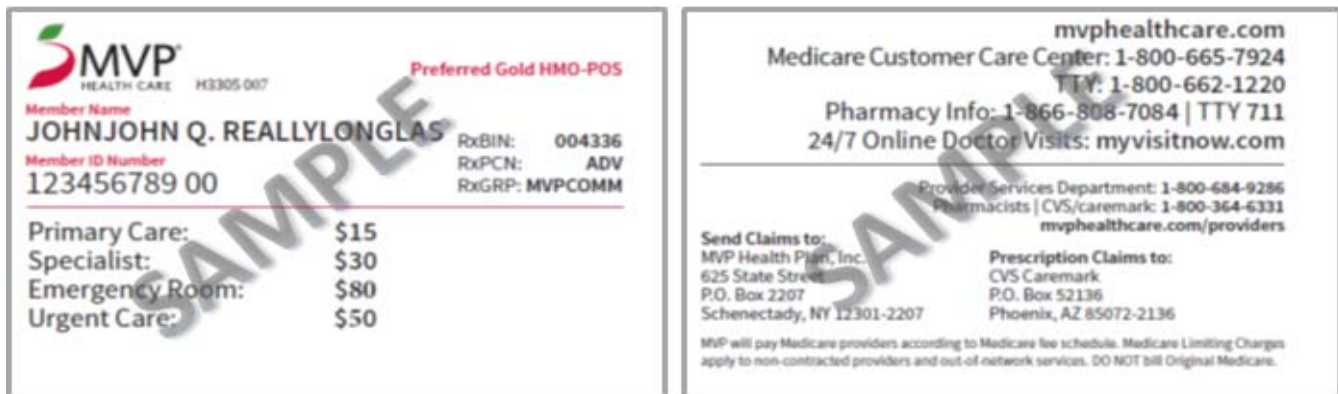 MVP
HEALTH CARE H3305 007
Preferred Gold HMO-POS
Member Name
JOHNJOHN Q. REALLYLONGLAS
Member ID Number
123456789 00
RxBIN: 004336
RxPCN: ADV
RxGRP: MVPCOMM
Primary Care: $15
Specialist: $30
Emergency Room: $80
Urgent Care: $50
SAMPLE
mvphealthcare.com
Medicare Customer Care Center: 1-800-665-7924
TTY: 1-800-662-1220
Pharmacy Info: 1-866-808-7084 | TTY 711
24/7 Online Doctor Visits: myvisitnow.com
Provider Services Department: 1-800-684-9286
Pharmacists | CVS/caremark: 1-800-364-6331
mvphealthcare.com/providers
Send Claims to:
MVP Health Plan, Inc.
625 State Street
P.O. Box 2207
Schenectady, NY 12301-2207
Prescription Claims to:
CVS Caremark
P.O. Box 52136
Phoenix, AZ 85072-2136
MVP will pay Medicare providers according to Medicare fee schedule. Medicare Limiting Charges
apply to non-contracted providers and out-of-network services. DO NOT bill Original Medicare.
SAMPLE